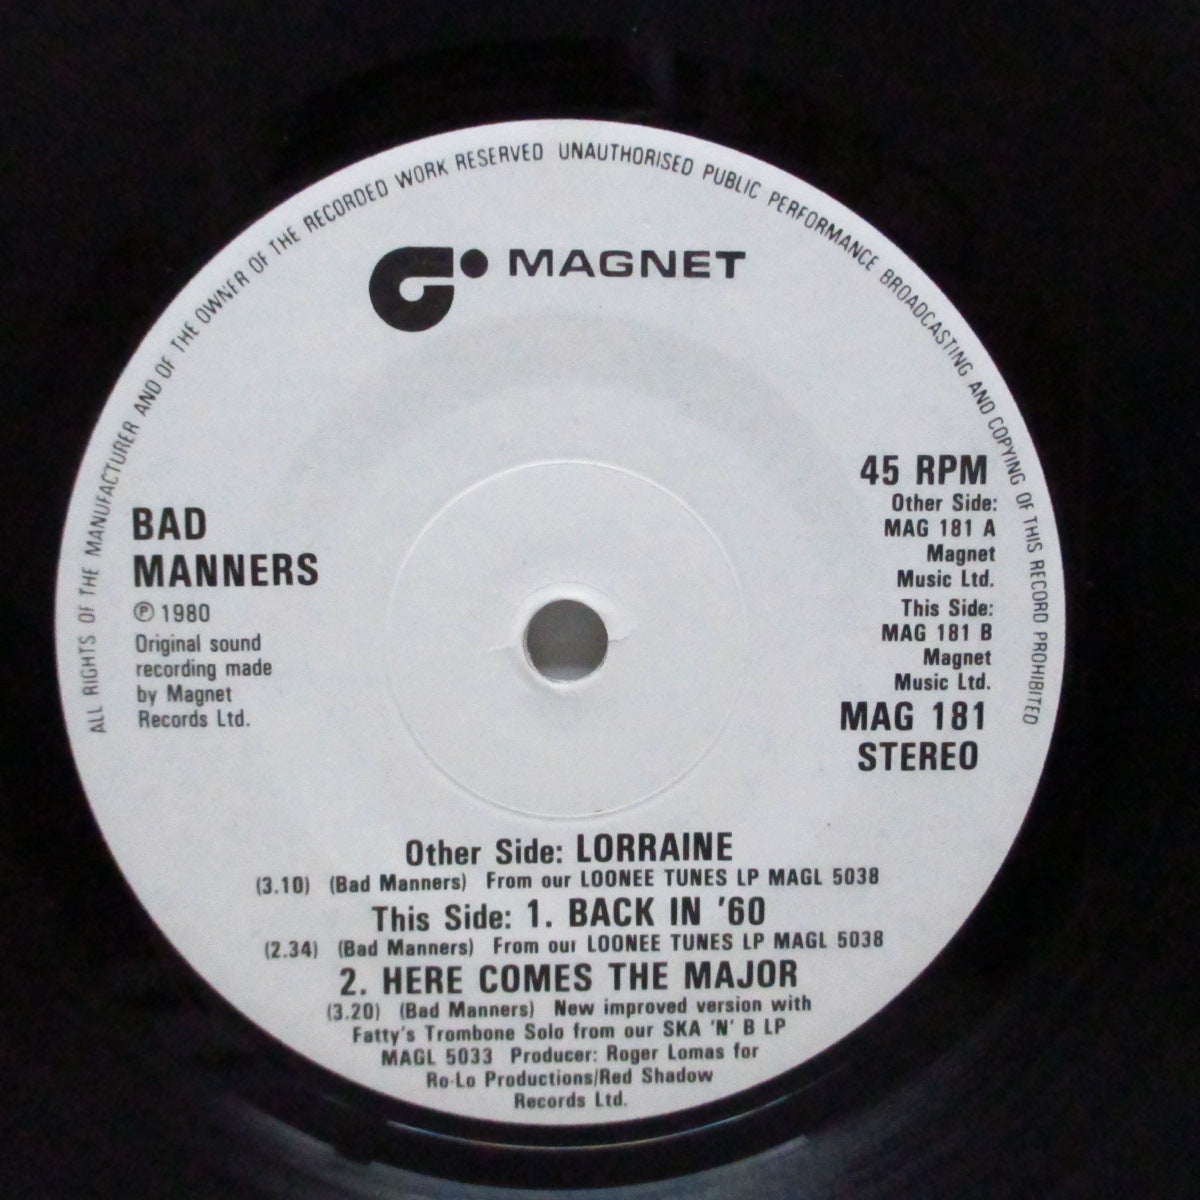 ALL RIGHTS OF THE MANUFACTURER AND OF THE OWNER OF THE RECORDED WORK RESERVED UNAUTHORISED PUBLIC PERFORMANCE BROADCASTING AND COPYING OF THIS RECORD PROHIBITED
MAGNET
BAD
MANNERS
℗ 1980
Original sound
recording made
by Magnet
Records Ltd.
45 RPM
Other Side:
MAG 181 A
Magnet
Music Ltd.
This Side:
MAG 181 B
Magnet
Music Ltd.
MAG 181
STEREO
Other Side: LORRAINE
(3.10) (Bad Manners) From our LOONEE TUNES LP MAGL 5038
This Side: 1. BACK IN '60
(2.34) (Bad Manners) From our LOONEE TUNES LP MAGL 5038
2. HERE COMES THE MAJOR
(3.20) (Bad Manners) New improved version with
Fatty's Trombone Solo from our SKA 'N' B LP
MAGL 5033 Producer: Roger Lomas for
Ro-Lo Productions/Red Shadow
Records Ltd.